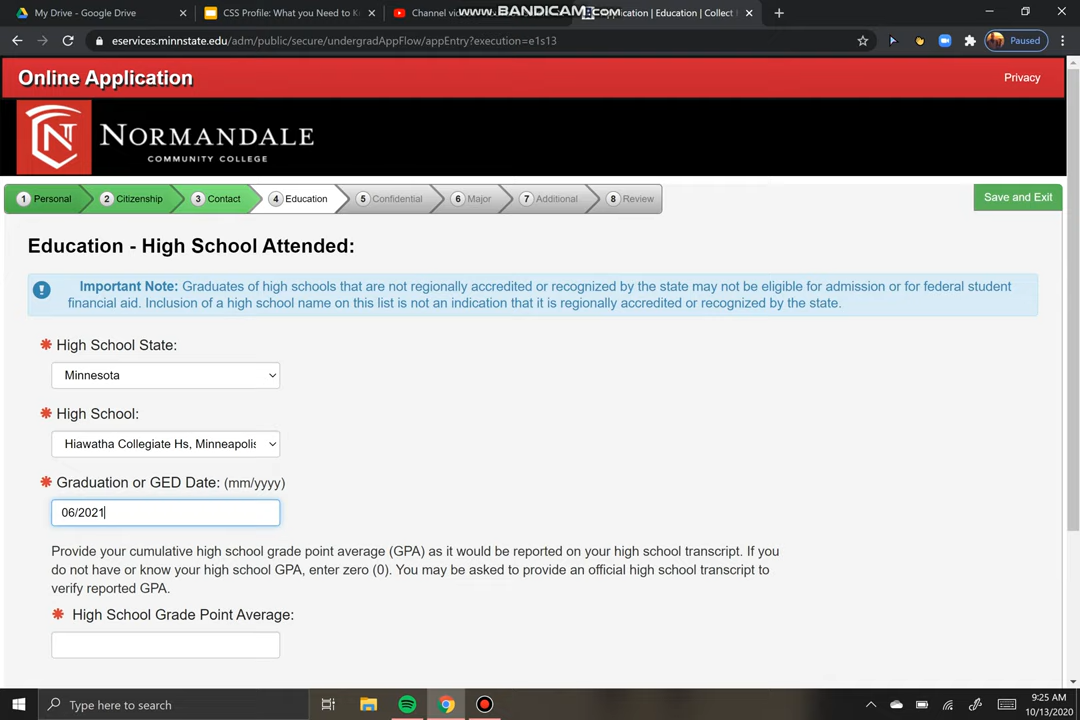 My Drive - Google Drive
CSS Profile: What you Need to K
Channel vi
www.BANDICAM.com
pplication | Education | Collect
eservices.minnstate.edu/adm/public/secure/undergradAppFlow/appEntry?execution=e1s13
Paused
Online Application
Privacy
N
NORMANDALE
COMMUNITY COLLEGE
1 Personal
2 Citizenship
3 Contact
4 Education
5 Confidential
6 Major
7 Additional
8 Review
Save and Exit
Education - High School Attended:
Important Note: Graduates of high schools that are not regionally accredited or recognized by the state may not be eligible for admission or for federal student
financial aid. Inclusion of a high school name on this list is not an indication that it is regionally accredited or recognized by the state.
High School State:
Minnesota
High School:
Hiawatha Collegiate Hs, Minneapolis
Graduation or GED Date: (mm/yyyy)
06/2021
Provide your cumulative high school grade point average (GPA) as it would be reported on your high school transcript. If you
do not have or know your high school GPA, enter zero (0). You may be asked to provide an official high school transcript to
verify reported GPA.
High School Grade Point Average:
Type here to search
9:25 AM
10/13/2020